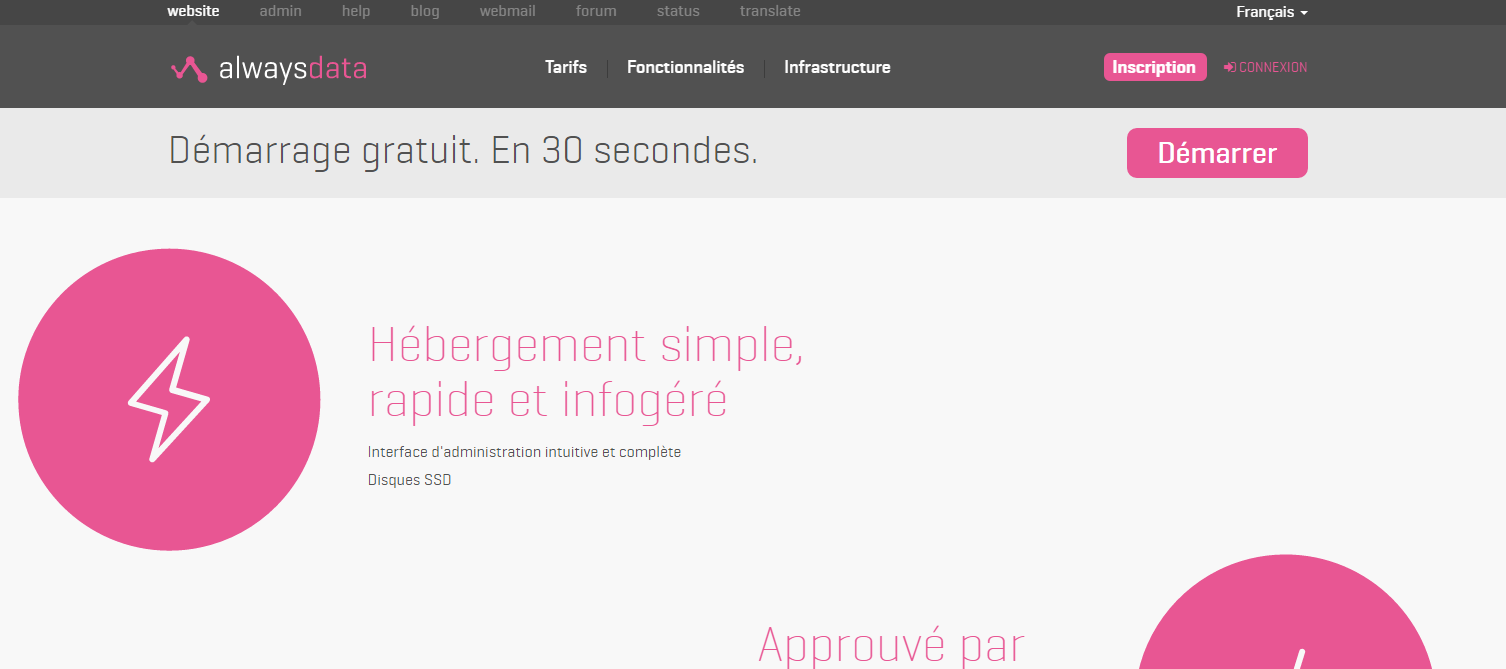 website admin help blog webmail forum status translate Français
alwaysdata Tarifs Fonctionnalités Infrastructure Inscription CONNEXION
Démarrage gratuit. En 30 secondes. Démarrer
Hébergement simple,
rapide et infogéré
Interface d'administration intuitive et complète
Disques SSD
Approuvé par